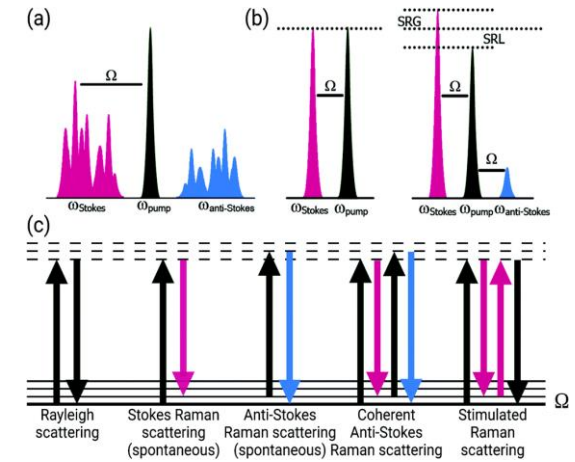 (a)
Ω
ωStokes ωpump ωanti-Stokes
(b)
Ω
ωStokes ωpump
SRG
SRL
Ω
Ω
ωStokes ωpump ωanti-Stokes
(c)
Ω
Rayleigh
scattering
Stokes Raman
scattering
(spontaneous)
Anti-Stokes
Raman scattering
(spontaneous)
Coherent
Anti-Stokes
Raman scattering
Stimulated
Raman
scattering